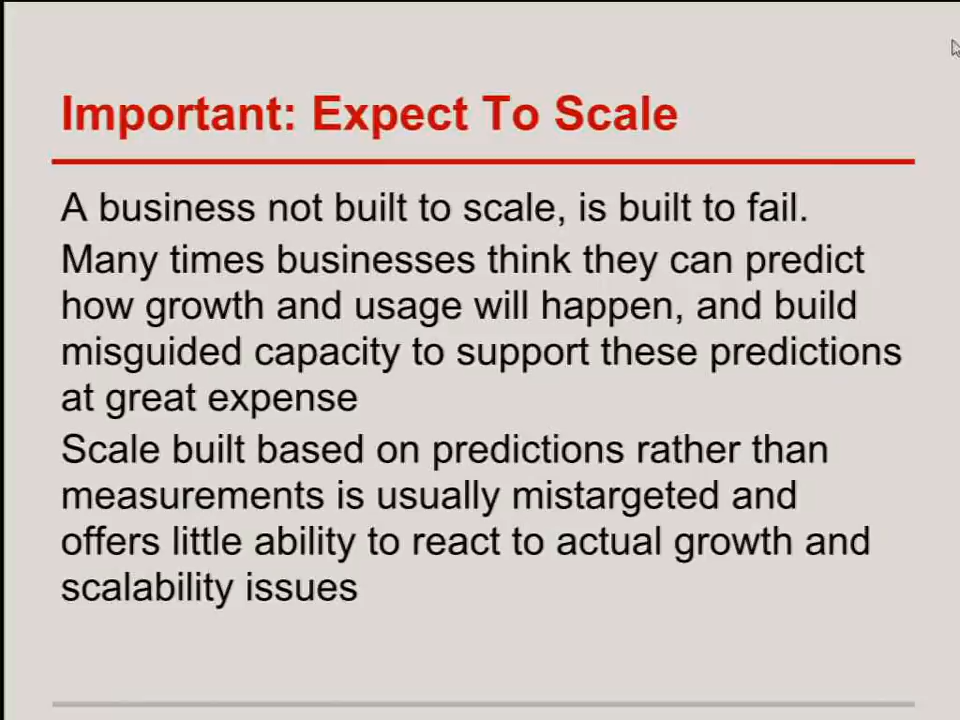 Important: Expect To Scale
A business not built to scale, is built to fail.
Many times businesses think they can predict
how growth and usage will happen, and build
misguided capacity to support these predictions
at great expense
Scale built based on predictions rather than
measurements is usually mistargeted and
offers little ability to react to actual growth and
scalability issues